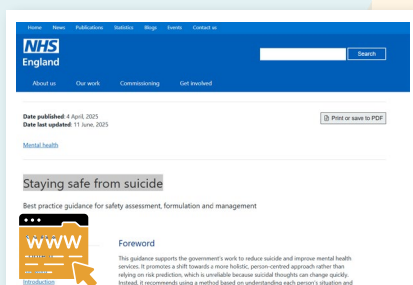 Home News Publications Statistics Blogs Events Contact us
NHS
England
Search
About us Our work Commissioning Get involved
Date published: 4 April, 2025
Date last updated: 11 June, 2025
Print or save to PDF
Mental health
Staying safe from suicide
Best practice guidance for safety assessment, formulation and management
WWW
Introduction
Foreword
This guidance supports the government's work to reduce suicide and improve mental health
services. It promotes a shift towards a more holistic, person-centred approach rather than
relying on risk prediction, which is unreliable because suicidal thoughts can change quickly.
Instead, it recommends using a method based on understanding each person's situation and